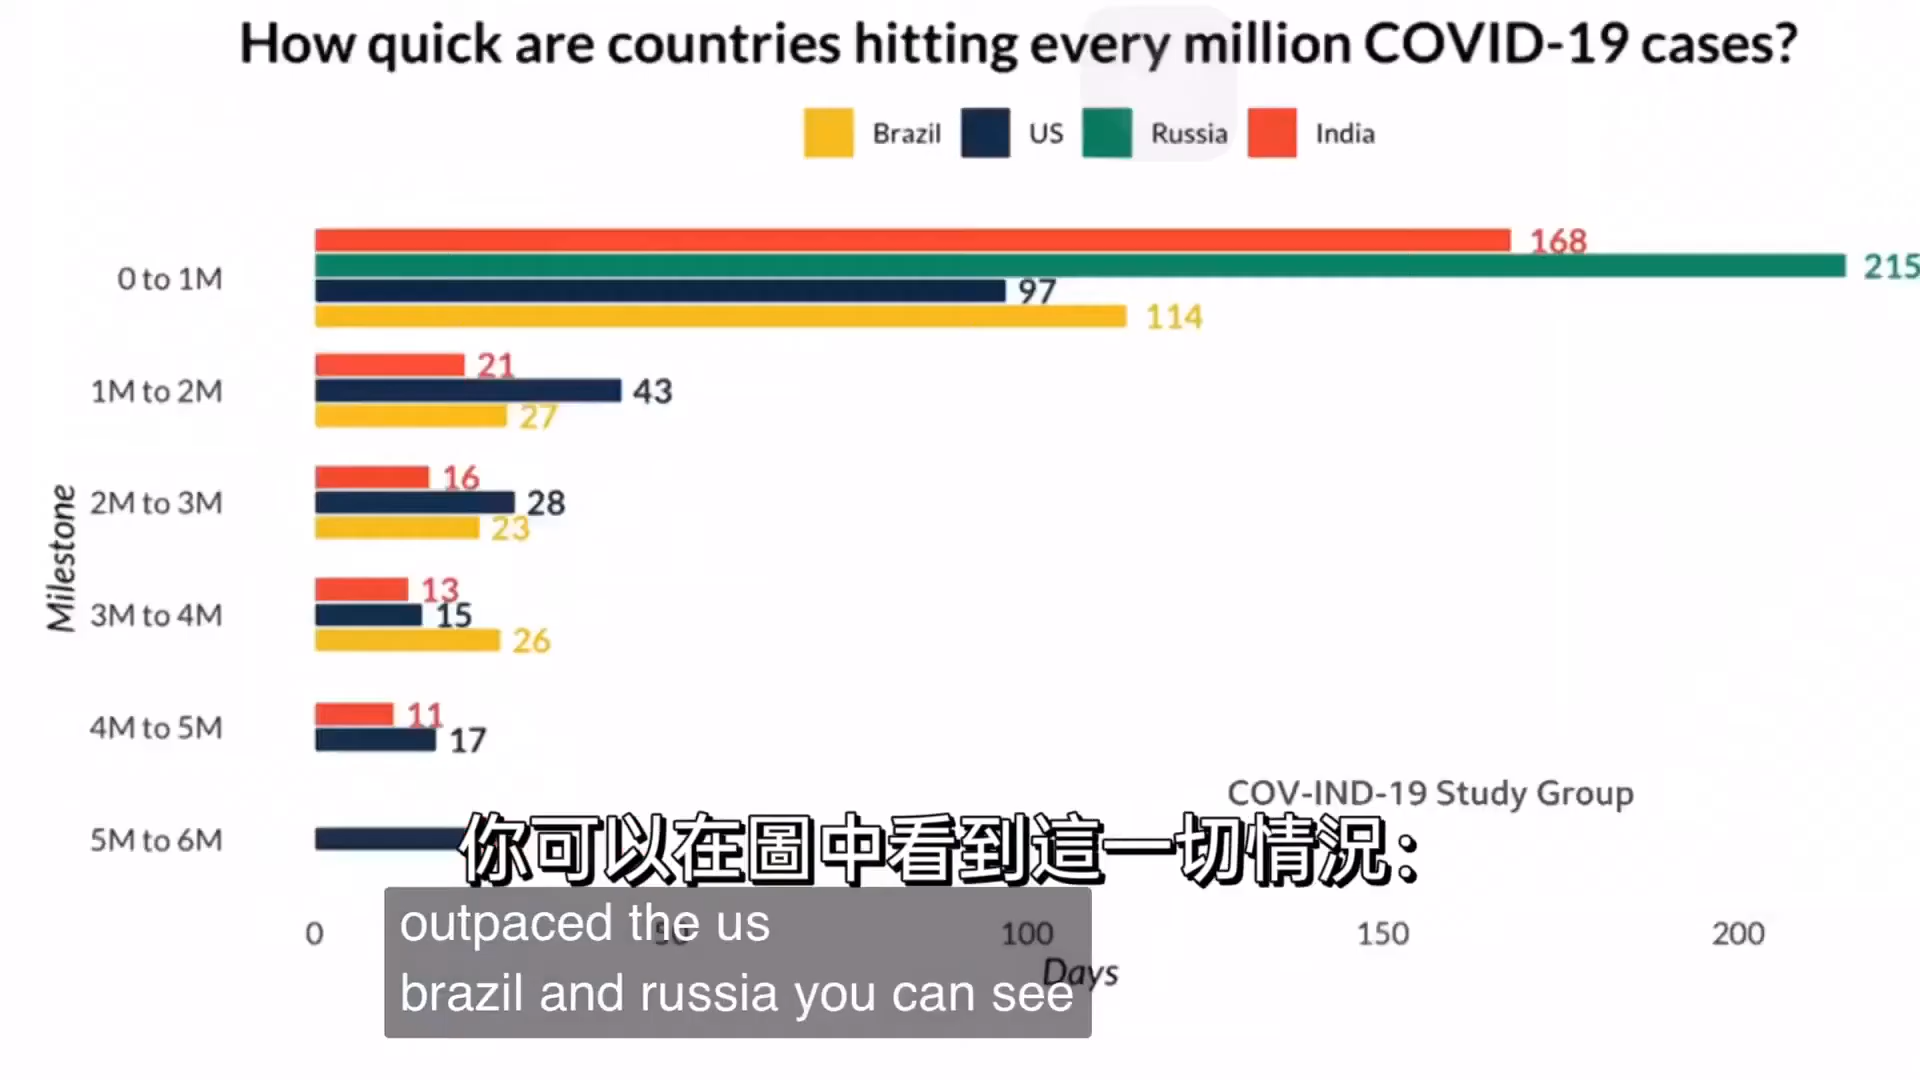 How quick are countries hitting every million COVID-19 cases?
Brazil US Russia India
168
215
0 to 1M
97
114
21
1M to 2M
43
27
16
2M to 3M
28
23
13
3M to 4M
15
26
11
4M to 5M
17
5M to 6M
Milestone
COV-IND-19 Study Group
你可以在圖中看到這一切情況：
0 50 100 150 200
Days
outpaced the us
brazil and russia you can see